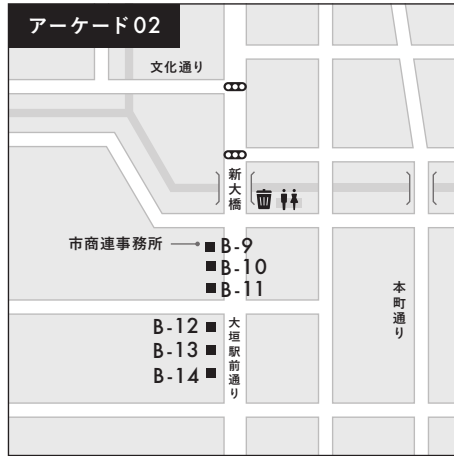 アーケード02
文化通り
新大橋
市商連事務所
B-9
B-10
B-11
本町通り
B-12
B-13
B-14
大垣駅前通り